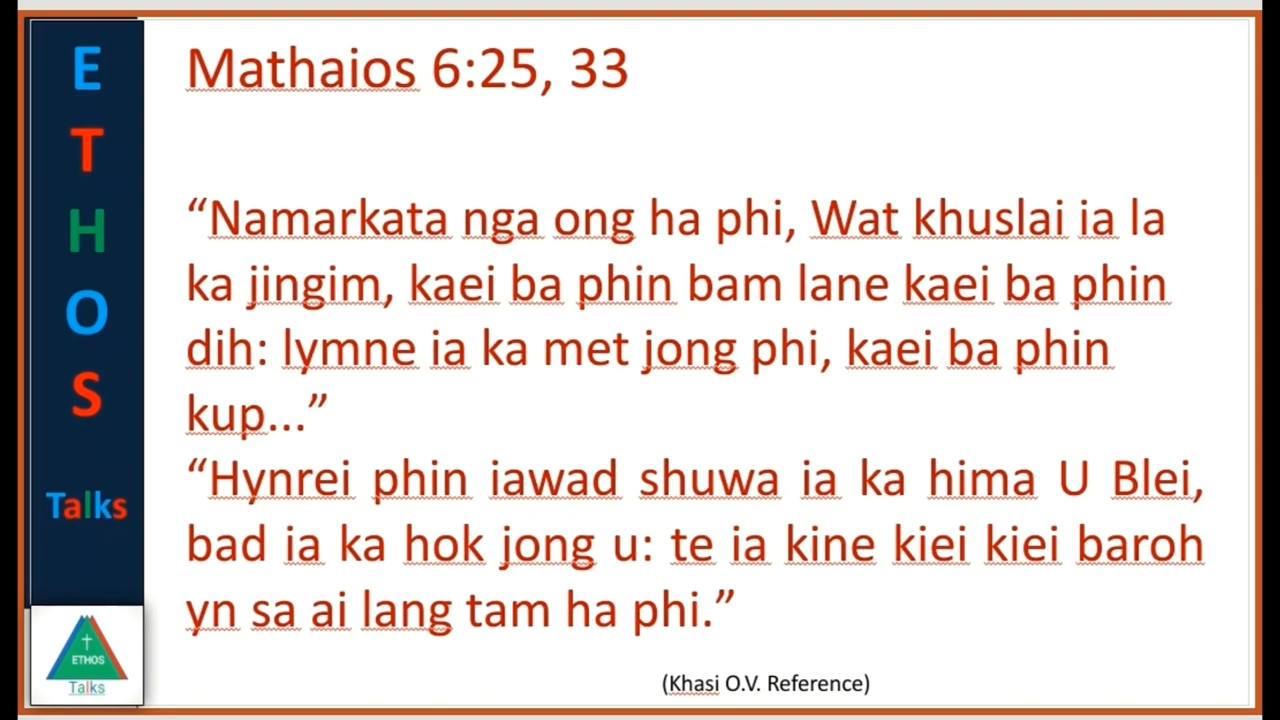 E
T
H
O
S
Talks
ETHOS
Talks
Mathaios 6:25, 33
“Namarkata nga ong ha phi, Wat khuslai ia la
ka jingim, kaei ba phin bam lane kaei ba phin
dih: lymne ia ka met jong phi, kaei ba phin
kup...”
“Hynrei phin iawad shuwa ia ka hima U Blei,
bad ia ka hok jong u: te ia kine kiei kiei baroh
yn sa ai lang tam ha phi.”
(Khasi O.V. Reference)